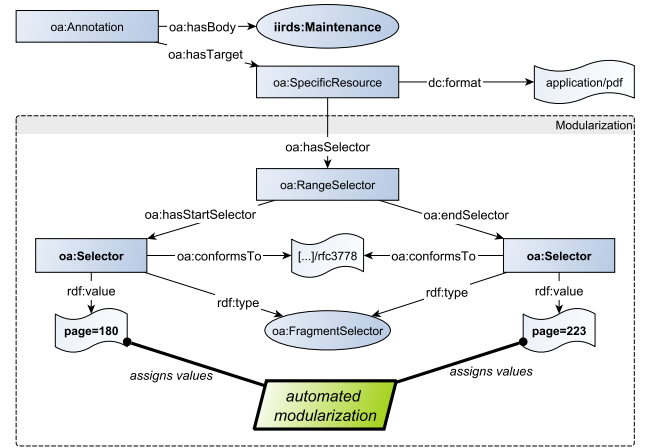 oa:Annotation
oa:hasBody
iirds:Maintenance
oa:hasTarget
oa:SpecificResource
dc:format
application/pdf
Modularization
oa:hasSelector
oa:RangeSelector
oa:hasStartSelector
oa:endSelector
oa:Selector
oa:conformsTo
[...]/rfc3778
oa:conformsTo
oa:Selector
rdf:value
rdf:type
rdf:type
rdf:value
page=180
oa:FragmentSelector
page=223
assigns values
assigns values
automated
modularization